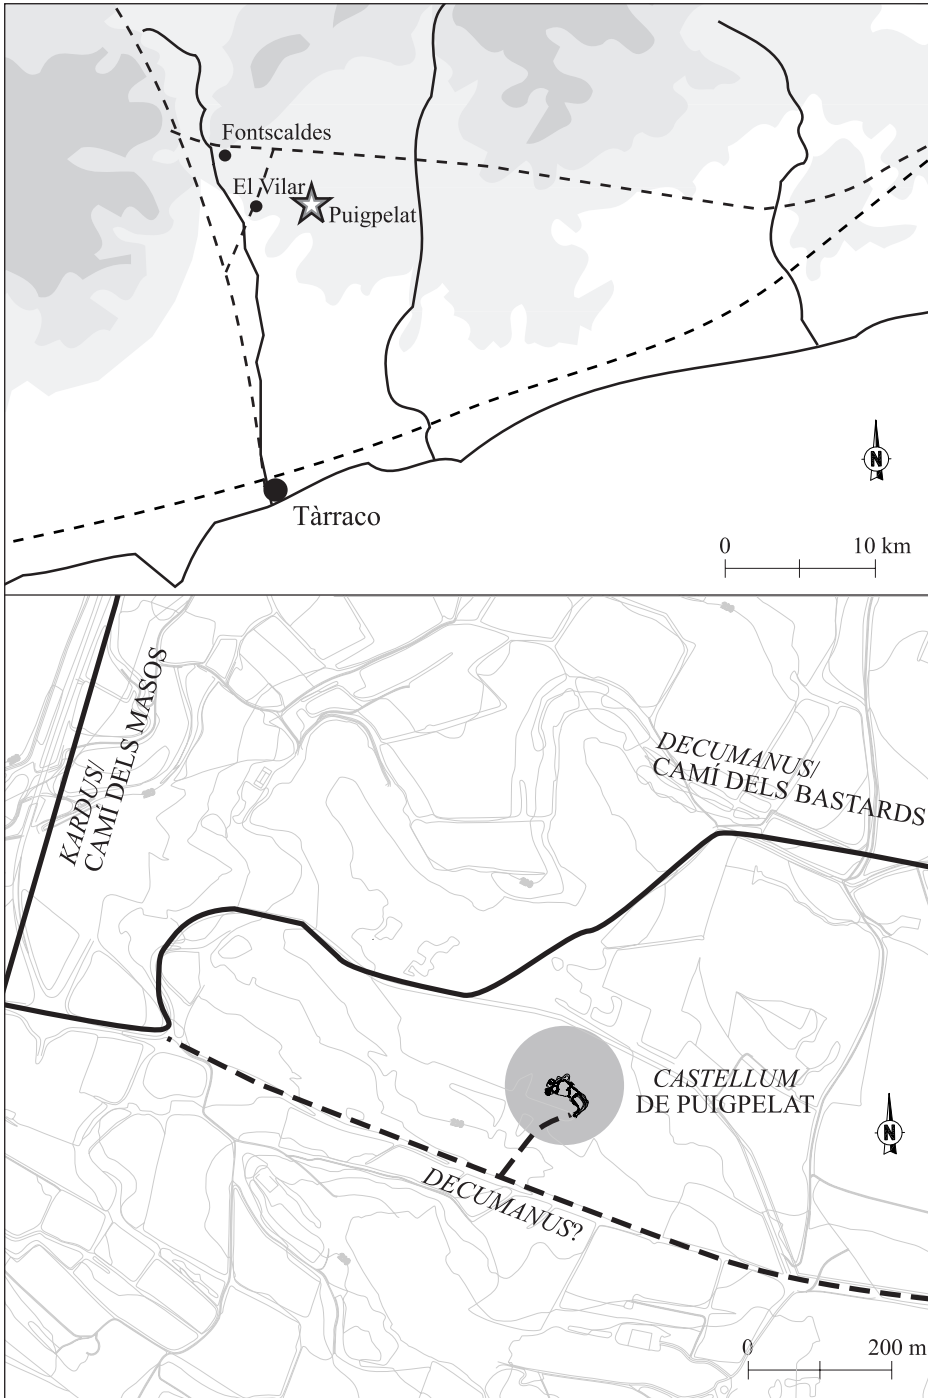 Fontscaldes
El Vilar
Puigpelat
N
Tàrraco
0 10 km
KARDUS/
CAMÍ DELS MASOS
DECUMANUS/
CAMÍ DELS BASTARDS
CASTELLUM
DE PUIGPELAT
N
DECUMANUS?
0 200 m